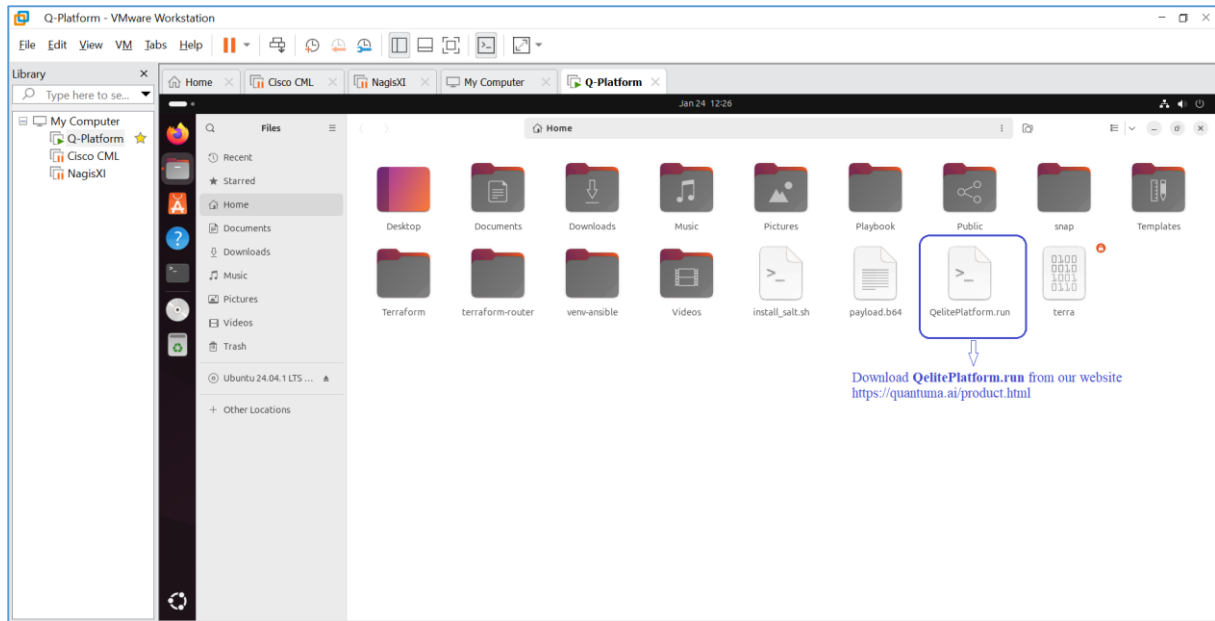 Q-Platform - VMware Workstation
File Edit View VM Tabs Help
Library
Type here to se...
My Computer
Q-Platform
Cisco CML
NagisXI
Home
Cisco CML
NagisXI
My Computer
Q-Platform
Jan 24 12:26
Files
Home
Recent
Starred
Home
Documents
Downloads
Music
Pictures
Videos
Trash
Ubuntu 24.04.1 LTS ...
+ Other Locations
Desktop Documents Downloads Music Pictures Playbook Public snap Templates
0100
0010
1001
0110
Terraform terraform-router venv-ansible Videos install_salt.sh payload.b64 QelitePlatform.run terra
Download QelitePlatform.run from our website
https://quantuma.ai/product.html